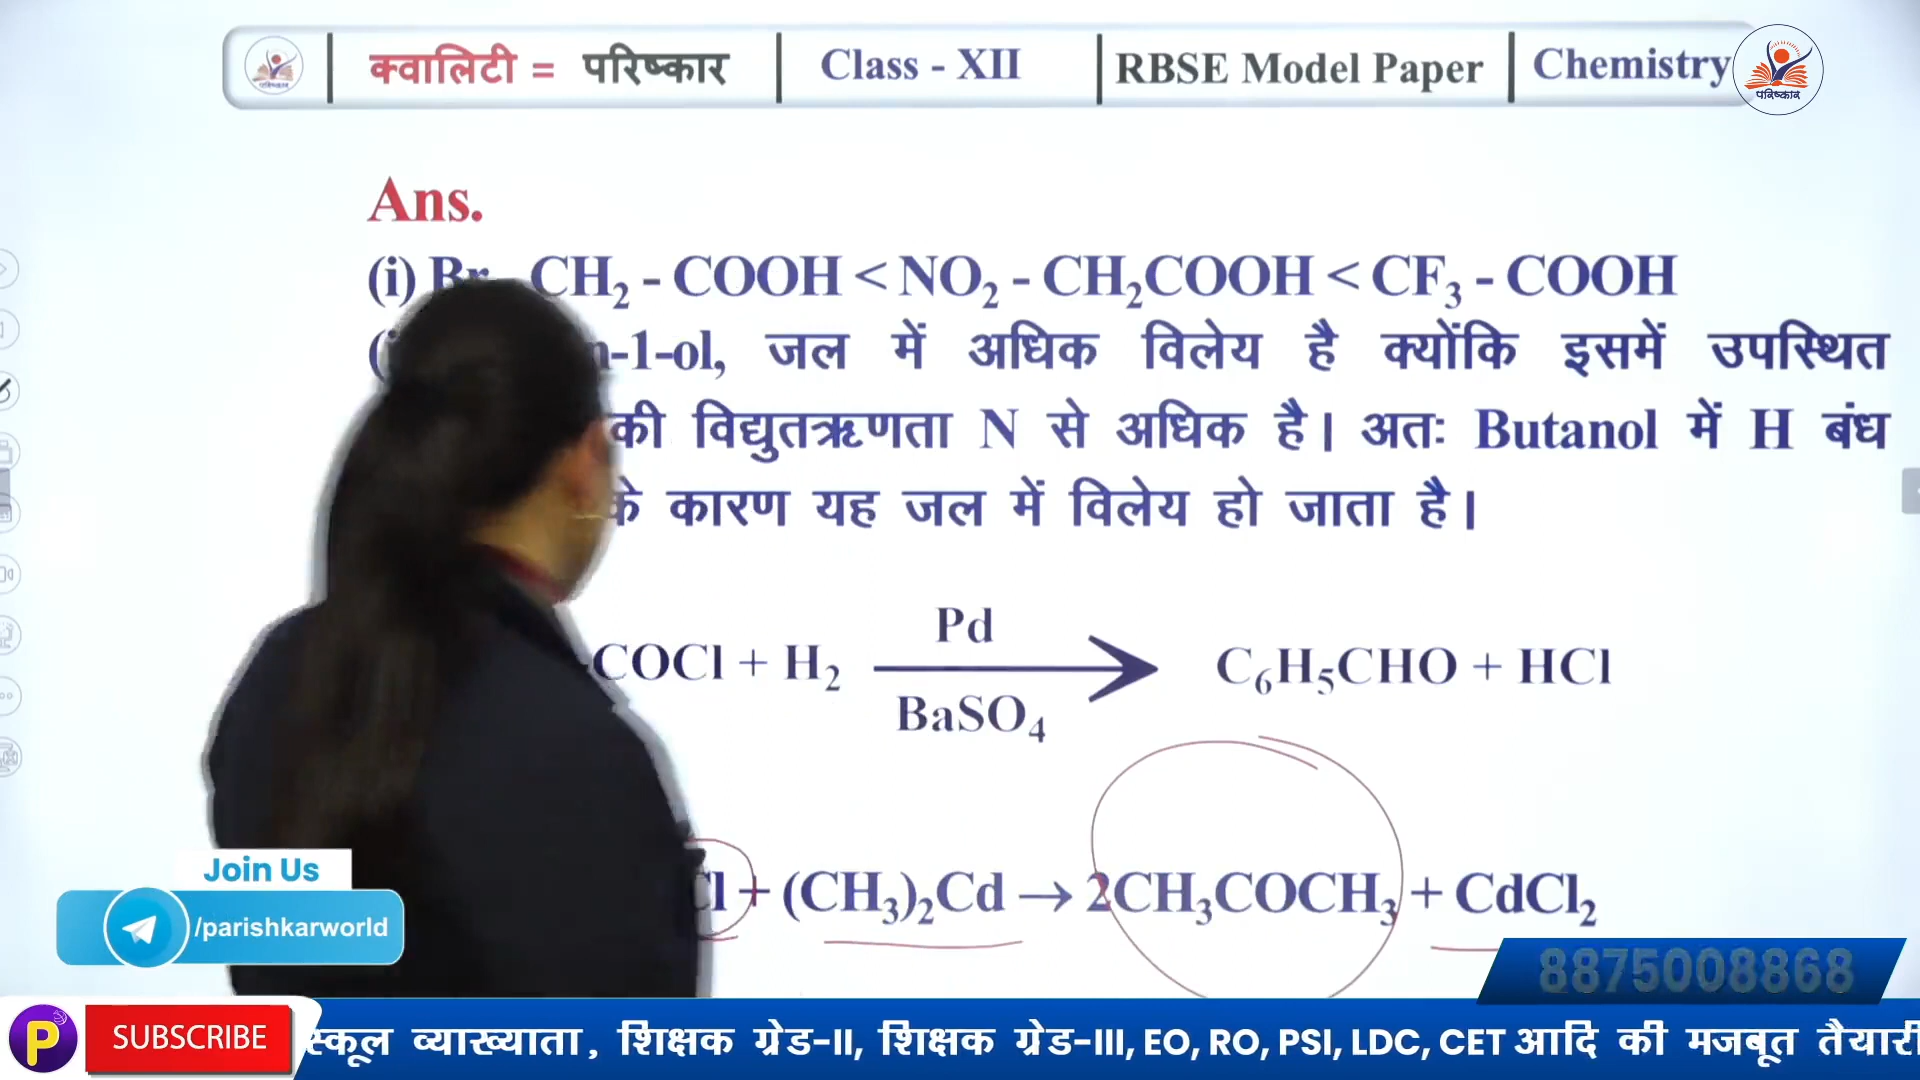 क्वालिटी = परिष्कार Class - XII RBSE Model Paper Chemistry
परिष्कार
Ans.
(i) Br - CH₂ - COOH < NO₂ - CH₂COOH < CF₃ - COOH
-1-ol, जल में अधिक विलेय है क्योंकि इसमें उपस्थित
की विद्युतऋणता N से अधिक है। अतः Butanol में H बंध
के कारण यह जल में विलेय हो जाता है।
Pd
COCl + H₂ → C₆H₅CHO + HCl
BaSO₄
Cl + (CH₃)₂Cd → 2CH₃COCH₃ + CdCl₂
Join Us
/parishkarworld
8875008868
SUBSCRIBE
स्कूल व्याख्याता, शिक्षक ग्रेड-II, शिक्षक ग्रेड-III, EO, RO, PSI, LDC, CET आदि की मजबूत तैयारी